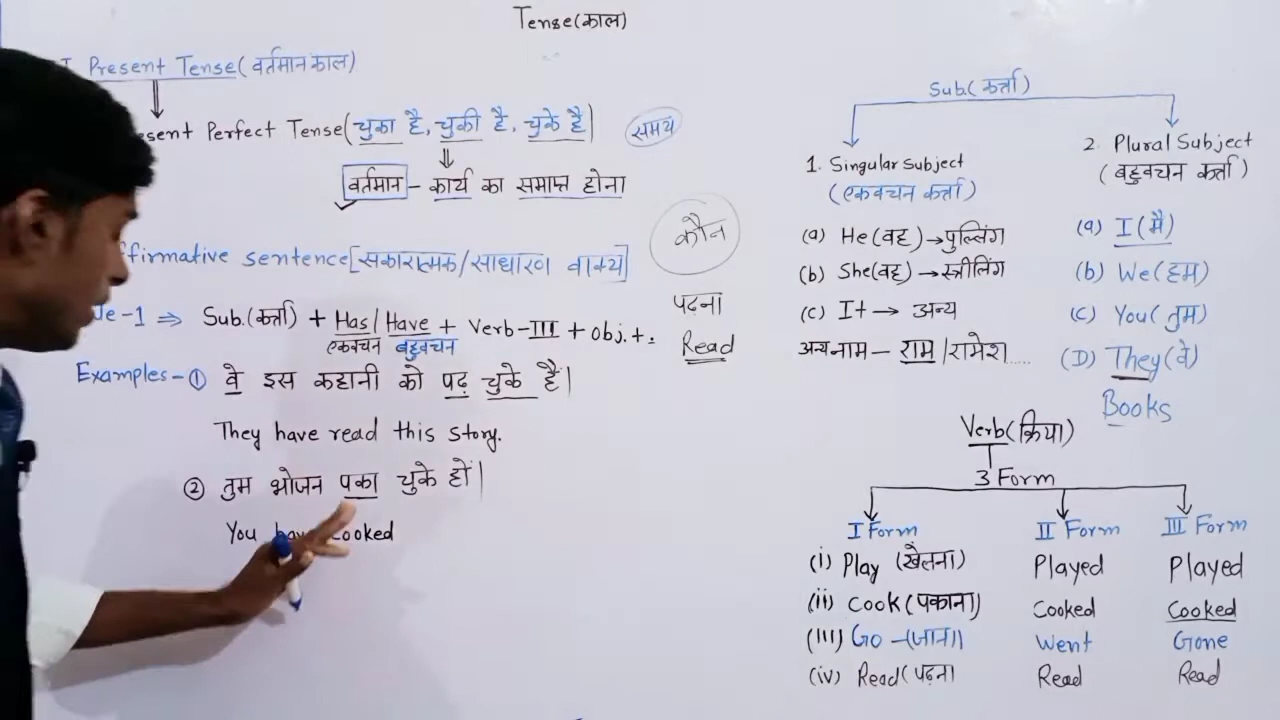 Tense(काल)
I Present Tense(वर्तमान काल)
Perfect Tense(चुका है, चुकी है, चुके है| समय
वर्तमान - कार्य का समाप्त होना
कौन
sentence[सकारात्मक/साधारण वाक्य]
-1 ⇒ Sub.(कर्त्ता) + Has/Have + Verb-III + obj.+.
एकवचन बहुवचन
पढ़ना
Read
Examples-① वे इस कहानी को पढ़ चुके है|
They have read this story.
② तुम भोजन पका चुके हो|
You cooked
Sub.(कर्त्ता)
1. Singular subject
(एकवचन कर्त्ता)
(a) He(वह)→पुल्लिंग
(b) She(वह)→स्त्रीलिंग
(c) It→ अन्य
अन्य नाम- राम/रामेश.....
2. Plural Subject
(बहुवचन कर्त्ता)
(a) I(मै)
(b) We(हम)
(c) You(तुम)
(D) They(वे)
Books
Verb(क्रिया)
3 Form
I Form II Form III Form
(i) Play (खेलना) Played Played
(ii) Cook(पकाना) Cooked Cooked
(III) Go -(जाना) Went Gone
(iv) Read(पढ़ना Read Read